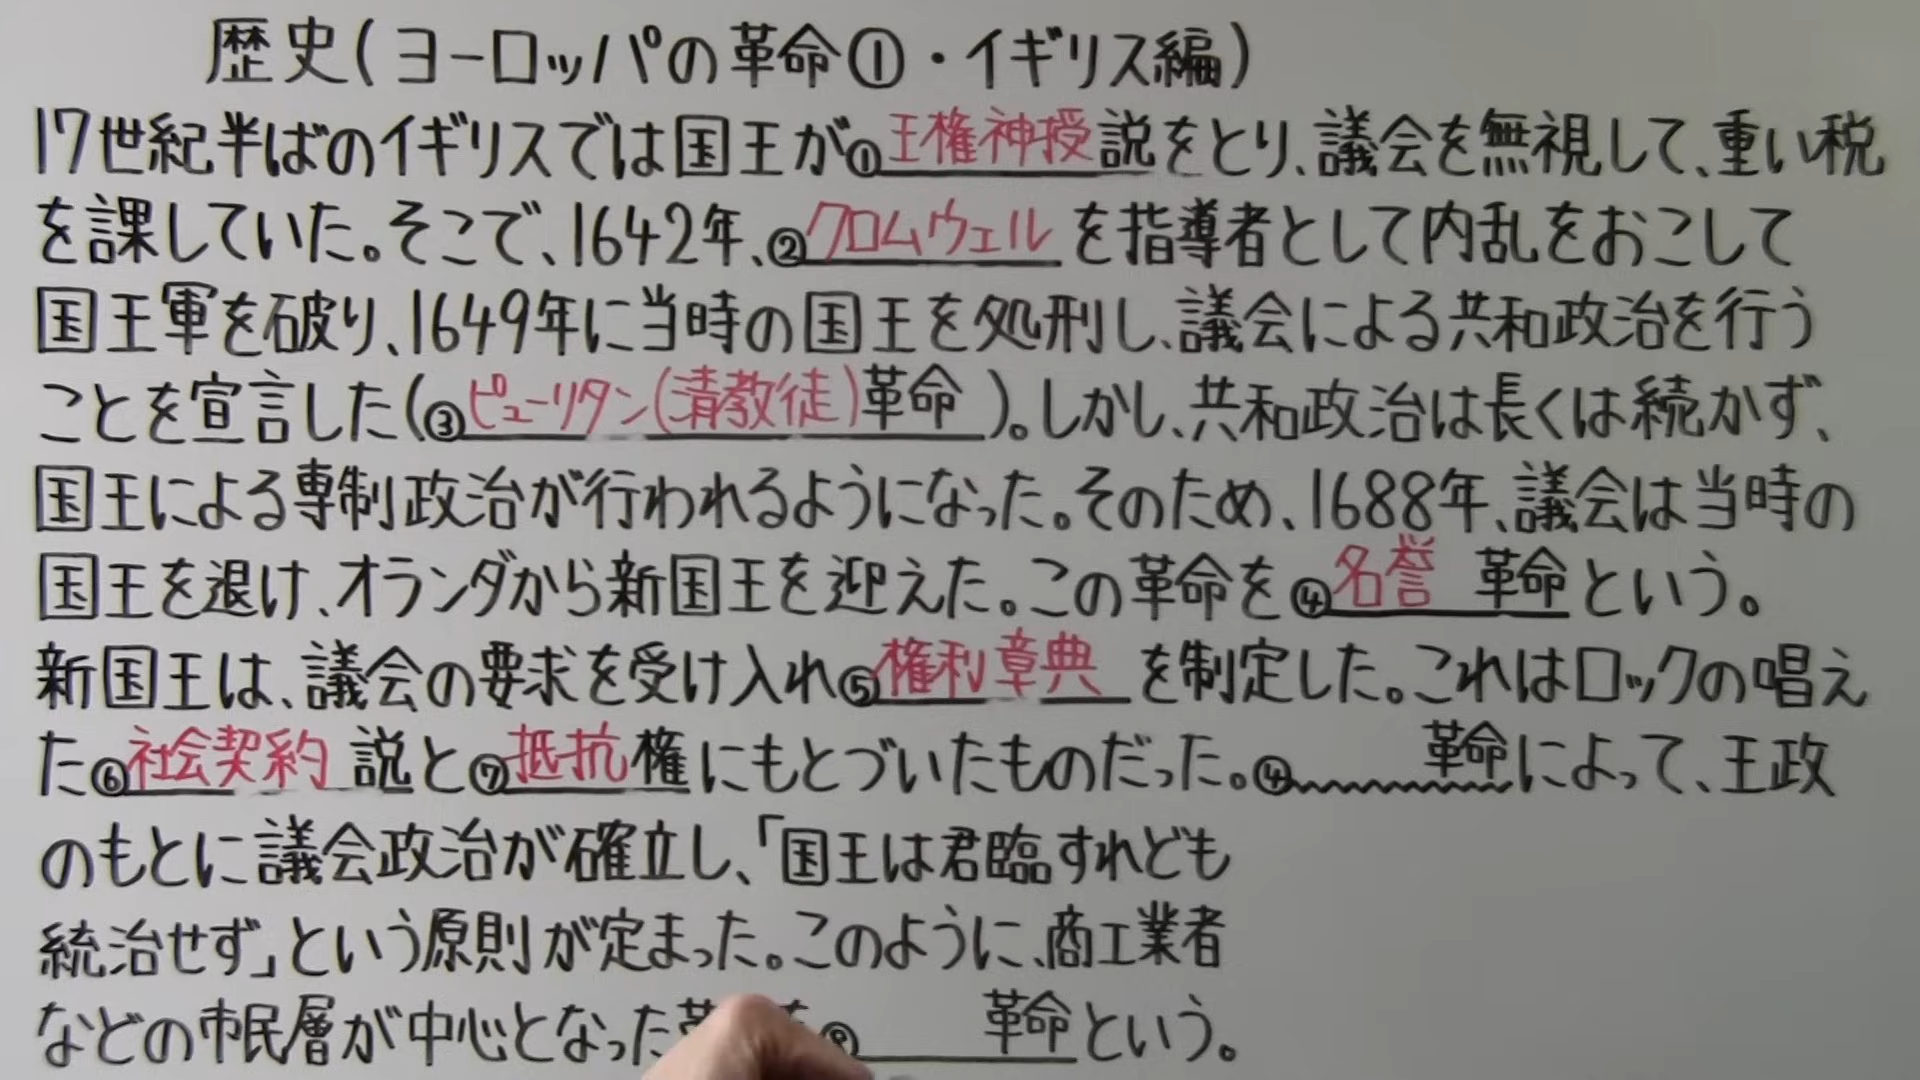 歴史(ヨーロッパの革命①・イギリス編)
17世紀半ばのイギリスでは国王が①王権神授説をとり、議会を無視して、重い税
を課していた。そこで、1642年、②クロムウェルを指導者として内乱をおこして
国王軍を破り、1649年に当時の国王を処刑し、議会による共和政治を行う
ことを宣言した(③ピューリタン(清教徒)革命)。しかし、共和政治は長くは続かず、
国王による専制政治が行われるようになった。そのため、1688年、議会は当時の
国王を退け、オランダから新国王を迎えた。この革命を④名誉 革命という。
新国王は、議会の要求を受け入れ⑤権利章典を制定した。これはロックの唱え
た⑥社会契約説と⑦抵抗権にもとづいたものだった。④ 革命によって、王政
のもとに議会政治が確立し、「国王は君臨すれども
統治せず」という原則が定まった。このように、商工業者
などの市民層が中心となった 革命という。